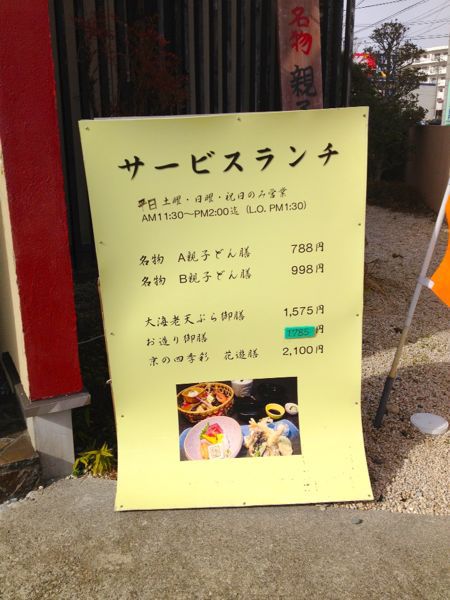 名物 親子
サービスランチ
平日 土曜・日曜・祝日のみ営業
AM11:30～PM2:00迄 (L.O. PM1:30)
名物 A親子どん膳 788円
名物 B親子どん膳 998円
大海老天ぷら御膳 1,575円
お造り御膳 1785円
京の四季彩 花遊膳 2,100円